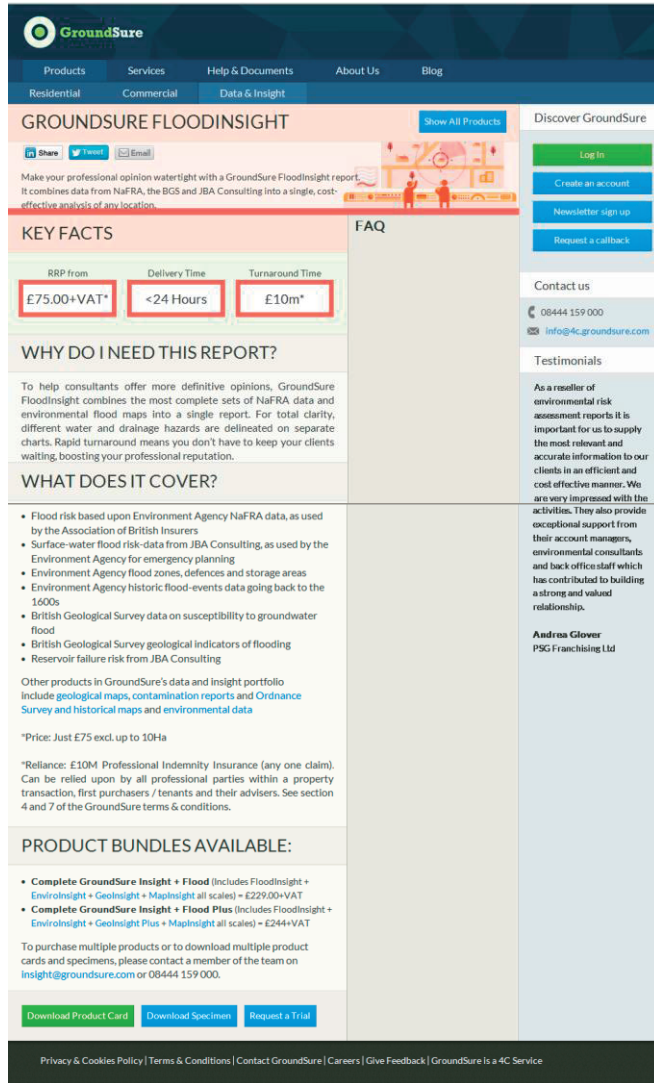 GroundSure
Products Services Help & Documents About Us Blog
Residential Commercial Data & Insight
GROUNDSURE FLOODINSIGHT
Show All Products
Share Tweet Email
Make your professional opinion watertight with a GroundSure FloodInsight report.
It combines data from NaFRA, the BGS and JBA Consulting into a single, cost-
effective analysis of any location.
KEY FACTS
RRP from Delivery Time Turnaround Time
£75.00+VAT* <24 Hours £10m*
WHY DO I NEED THIS REPORT?
To help consultants offer more definitive opinions, GroundSure
FloodInsight combines the most complete sets of NaFRA data and
environmental flood maps into a single report. For total clarity,
different water and drainage hazards are delineated on separate
charts. Rapid turnaround means you don't have to keep your clients
waiting, boosting your professional reputation.
WHAT DOES IT COVER?
• Flood risk based upon Environment Agency NaFRA data, as used
by the Association of British Insurers
• Surface-water flood risk-data from JBA Consulting, as used by the
Environment Agency for emergency planning
• Environment Agency flood zones, defences and storage areas
• Environment Agency historic flood-events data going back to the
1600s
• British Geological Survey data on susceptibility to groundwater
flood
• British Geological Survey geological indicators of flooding
• Reservoir failure risk from JBA Consulting
Other products in GroundSure's data and insight portfolio
include geological maps, contamination reports and Ordnance
Survey and historical maps and environmental data
*Price: Just £75 excl. up to 10Ha
*Reliance: £10M Professional Indemnity Insurance (any one claim).
Can be relied upon by all professional parties within a property
transaction, first purchasers / tenants and their advisers. See section
4 and 7 of the GroundSure terms & conditions.
PRODUCT BUNDLES AVAILABLE:
• Complete GroundSure Insight + Flood (Includes FloodInsight +
EnviroInsight + GeoInsight + MapInsight all scales) = £229.00+VAT
• Complete GroundSure Insight + Flood Plus (Includes FloodInsight +
EnviroInsight + GeoInsight Plus + MapInsight all scales) = £244+VAT
To purchase multiple products or to download multiple product
cards and specimens, please contact a member of the team on
insight@groundsure.com or 08444 159 000.
Download Product Card Download Specimen Request a Trial
FAQ
Discover GroundSure
Log In
Create an account
Newsletter sign up
Request a callback
Contact us
08444 159 000
info@4c.groundsure.com
Testimonials
As a reseller of
environmental risk
assessment reports it is
important for us to supply
the most relevant and
accurate information to our
clients in an efficient and
cost effective manner. We
are very impressed with the
activities. They also provide
exceptional support from
their account managers,
environmental consultants
and back office staff which
has contributed to building
a strong and valued
relationship.
Andrea Glover
PSG Franchising Ltd
Privacy & Cookies Policy | Terms & Conditions | Contact GroundSure | Careers | Give Feedback | GroundSure is a 4C Service